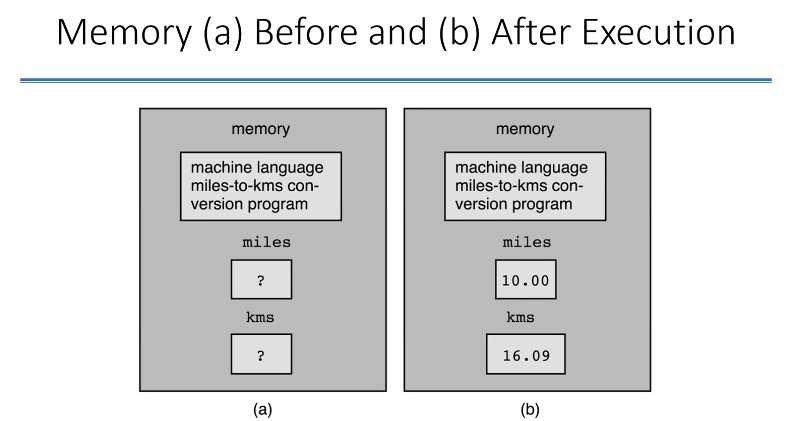 Memory (a) Before and (b) After Execution
memory
machine language
miles-to-kms con-
version program
miles
?
kms
?
(a)
memory
machine language
miles-to-kms con-
version program
miles
10.00
kms
16.09
(b)